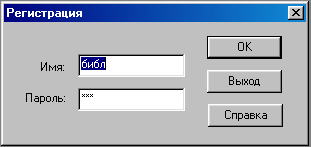 Регистрация
Имя: библ
Пароль: ***
OK
Выход
Справка